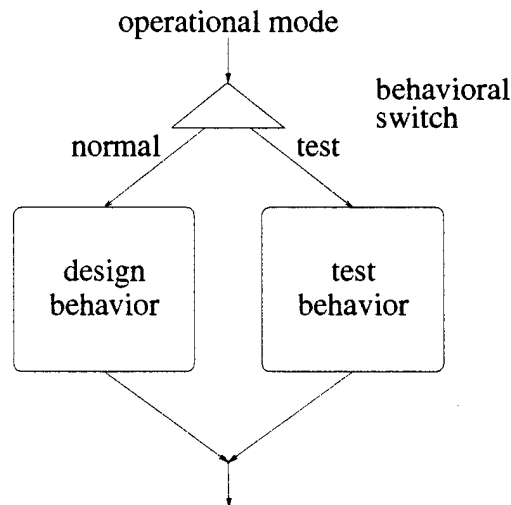 operational mode
behavioral
switch
normal
test
design
behavior
test
behavior